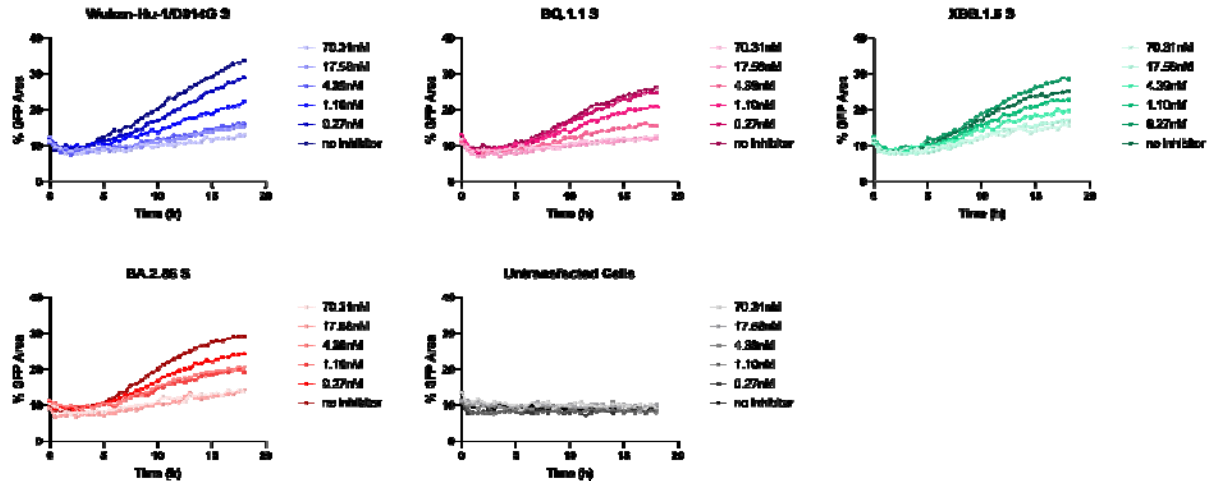 Wuhan-Hu-1/D614G S
40
30
20
10
0
% GFP Area
0 5 10 15 20
Time (h)
70.31nM
17.58nM
4.39nM
1.10nM
0.27nM
no inhibitor
BQ.1.1 S
40
30
20
10
0
% GFP Area
0 5 10 15 20
Time (h)
70.31nM
17.58nM
4.39nM
1.10nM
0.27nM
no inhibitor
XBB.1.5 S
40
30
20
10
0
% GFP Area
0 5 10 15 20
Time (h)
70.31nM
17.58nM
4.39nM
1.10nM
0.27nM
no inhibitor
BA.2.86 S
40
30
20
10
0
% GFP Area
0 5 10 15 20
Time (h)
70.31nM
17.58nM
4.39nM
1.10nM
0.27nM
no inhibitor
Untransfected Cells
40
30
20
10
0
% GFP Area
0 5 10 15 20
Time (h)
70.31nM
17.58nM
4.39nM
1.10nM
0.27nM
no inhibitor